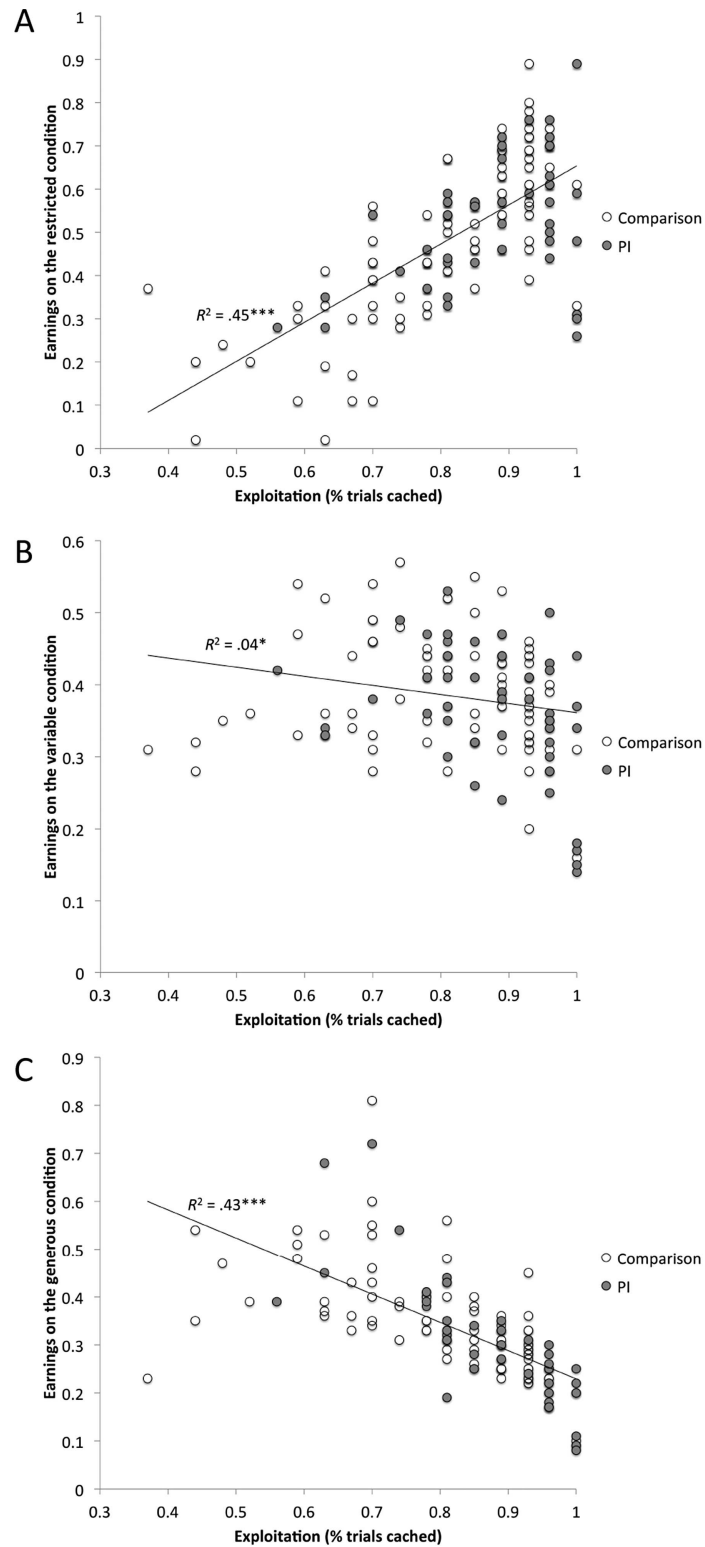 A
1
0.9
0.8
0.7
0.6
0.5
0.4
0.3
0.2
0.1
0
Earnings on the restricted condition
R² = .45***
Comparison
PI
0.3 0.4 0.5 0.6 0.7 0.8 0.9 1
Exploitation (% trials cached)
B
0.6
0.5
0.4
0.3
0.2
0.1
0
Earnings on the variable condition
R² = .04*
Comparison
PI
0.3 0.4 0.5 0.6 0.7 0.8 0.9 1
Exploitation (% trials cached)
C
0.9
0.8
0.7
0.6
0.5
0.4
0.3
0.2
0.1
0
Earnings on the generous condition
R² = .43***
Comparison
PI
0.3 0.4 0.5 0.6 0.7 0.8 0.9 1
Exploitation (% trials cached)